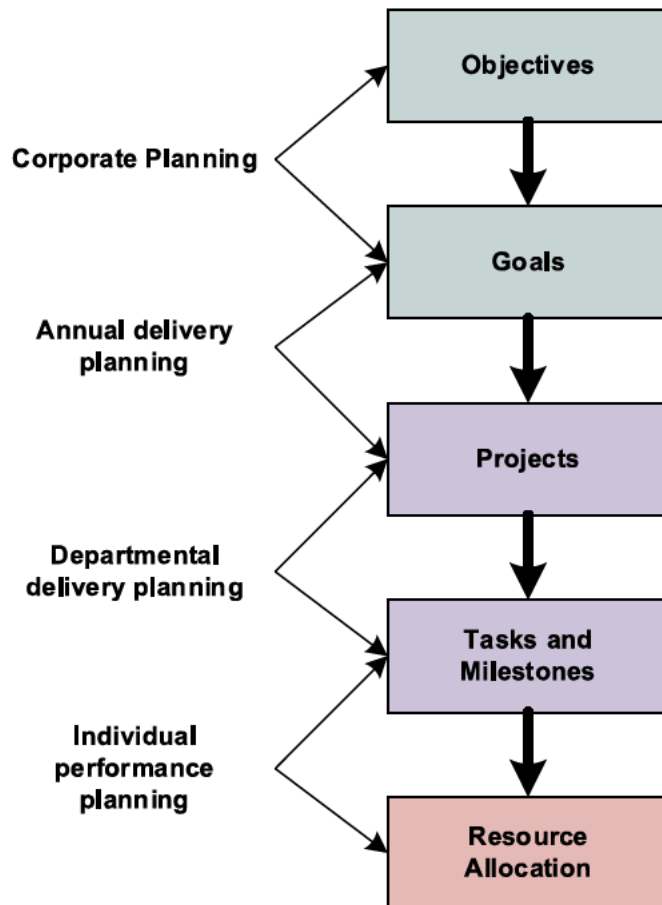 Objectives
Corporate Planning
Goals
Annual delivery
planning
Projects
Departmental
delivery planning
Tasks and
Milestones
Individual
performance
planning
Resource
Allocation